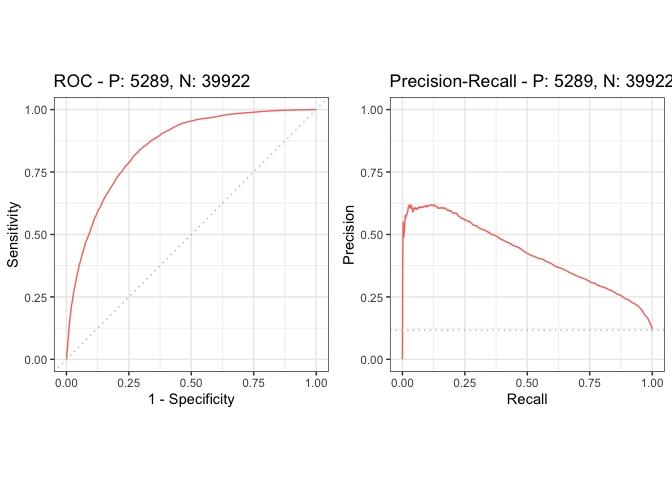 ROC - P: 5289, N: 39922
1.00
0.75
0.50
0.25
0.00
Sensitivity
0.00 0.25 0.50 0.75 1.00
1 - Specificity
Precision-Recall - P: 5289, N: 39922
1.00
0.75
0.50
0.25
0.00
Precision
0.00 0.25 0.50 0.75 1.00
Recall